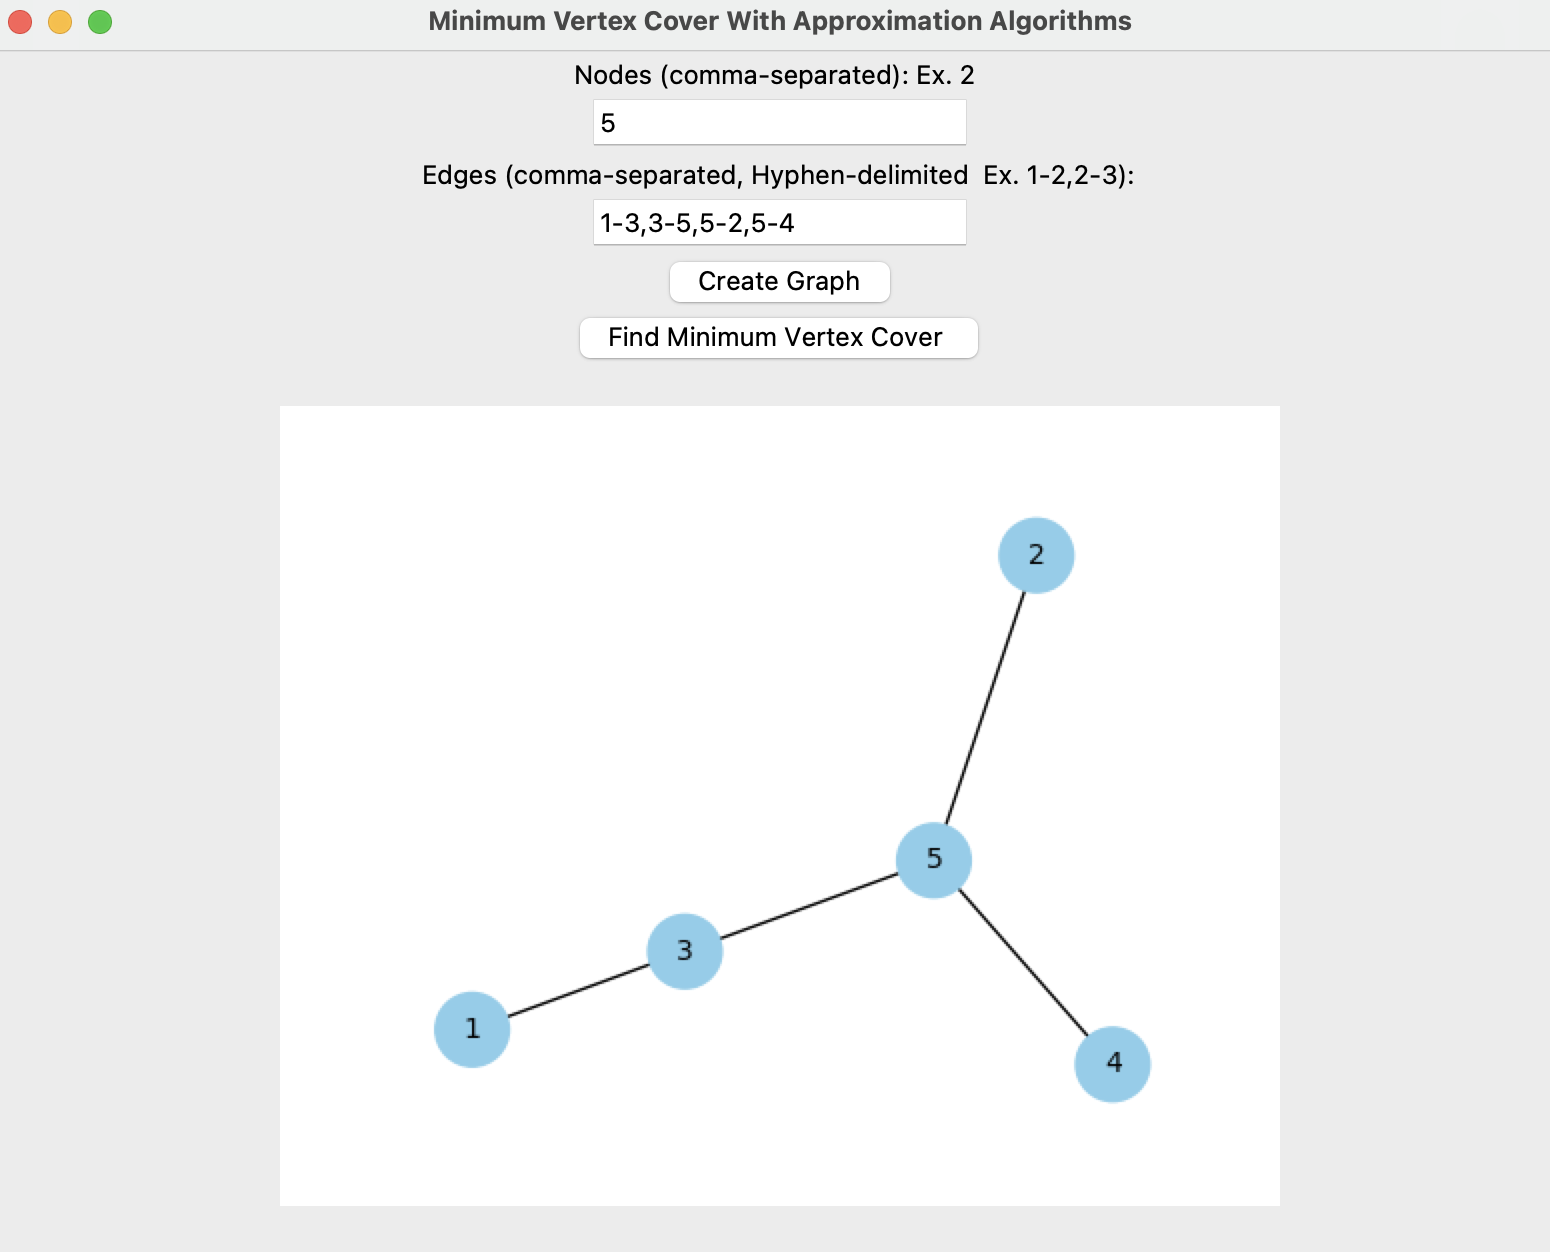 Minimum Vertex Cover With Approximation Algorithms
Nodes (comma-separated): Ex. 2
5
Edges (comma-separated, Hyphen-delimited  Ex. 1-2,2-3):
1-3,3-5,5-2,5-4
Create Graph
Find Minimum Vertex Cover
2
5
3
1
4